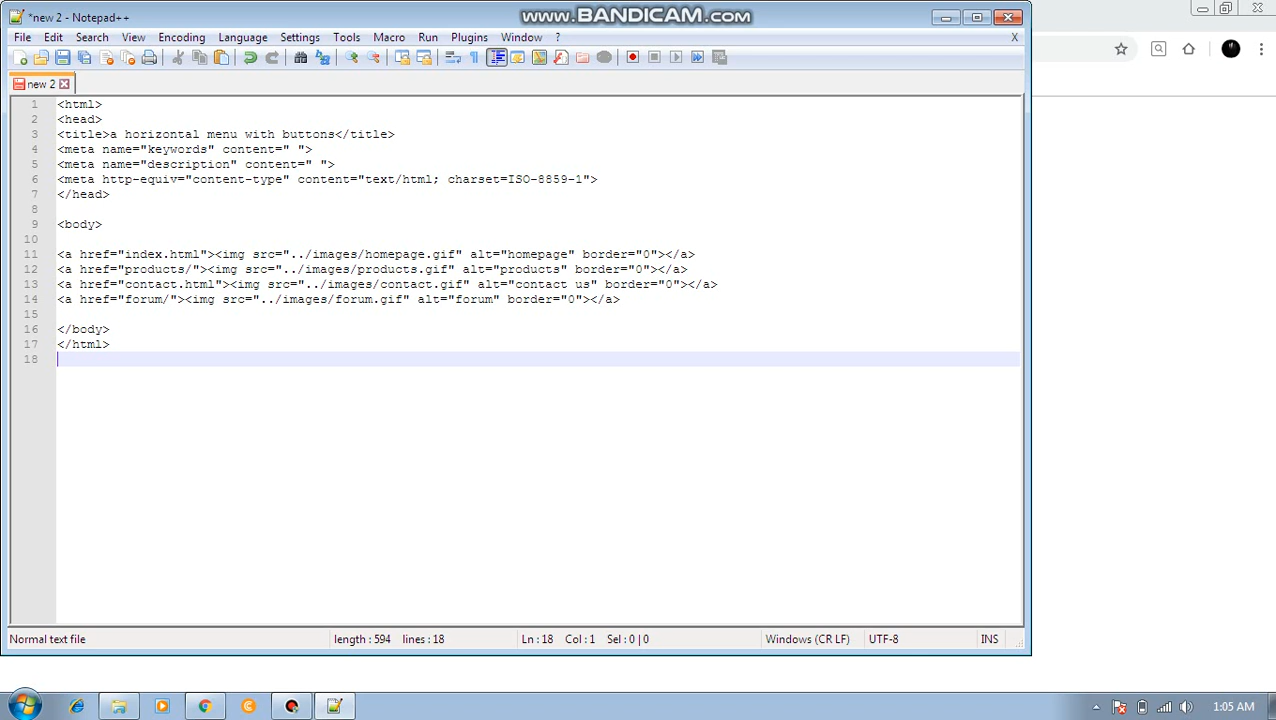 *new 2 - Notepad++
www.BANDICAM.com
File Edit Search View Encoding Language Settings Tools Macro Run Plugins Window ? X
new 2
1 <html>
2 <head>
3 <title>a horizontal menu with buttons</title>
4 <meta name="keywords" content=" ">
5 <meta name="description" content=" ">
6 <meta http-equiv="content-type" content="text/html; charset=ISO-8859-1">
7 </head>
8
9 <body>
10
11 <a href="index.html"><img src="../images/homepage.gif" alt="homepage" border="0"></a>
12 <a href="products/"><img src="../images/products.gif" alt="products" border="0"></a>
13 <a href="contact.html"><img src="../images/contact.gif" alt="contact us" border="0"></a>
14 <a href="forum/"><img src="../images/forum.gif" alt="forum" border="0"></a>
15
16 </body>
17 </html>
18
Normal text file length : 594 lines : 18 Ln : 18 Col : 1 Sel : 0 | 0 Windows (CR LF) UTF-8 INS
1:05 AM